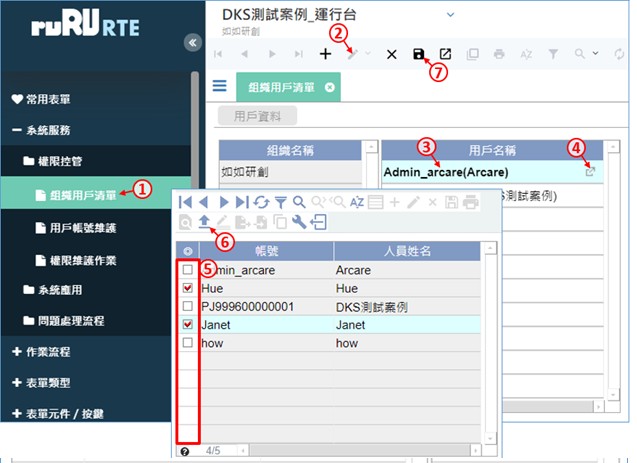 ruRU RTE
DKS測試案例_運行台
如如研創
②
⑦
常用表單
系統服務
權限控管
組織用戶清單
①
用戶帳號維護
權限維護作業
系統應用
問題處理流程
作業流程
表單類型
表單元件 / 按鍵
組織用戶清單
用戶資料
組織名稱
用戶名稱
③
④
如如研創
Admin_arcare(Arcare)
測試案例)
⑥
帳號
人員姓名
⑤
min_arcare
Arcare
Hue
Hue
PJ999600000001
DKS測試案例
Janet
Janet
how
how
4/5